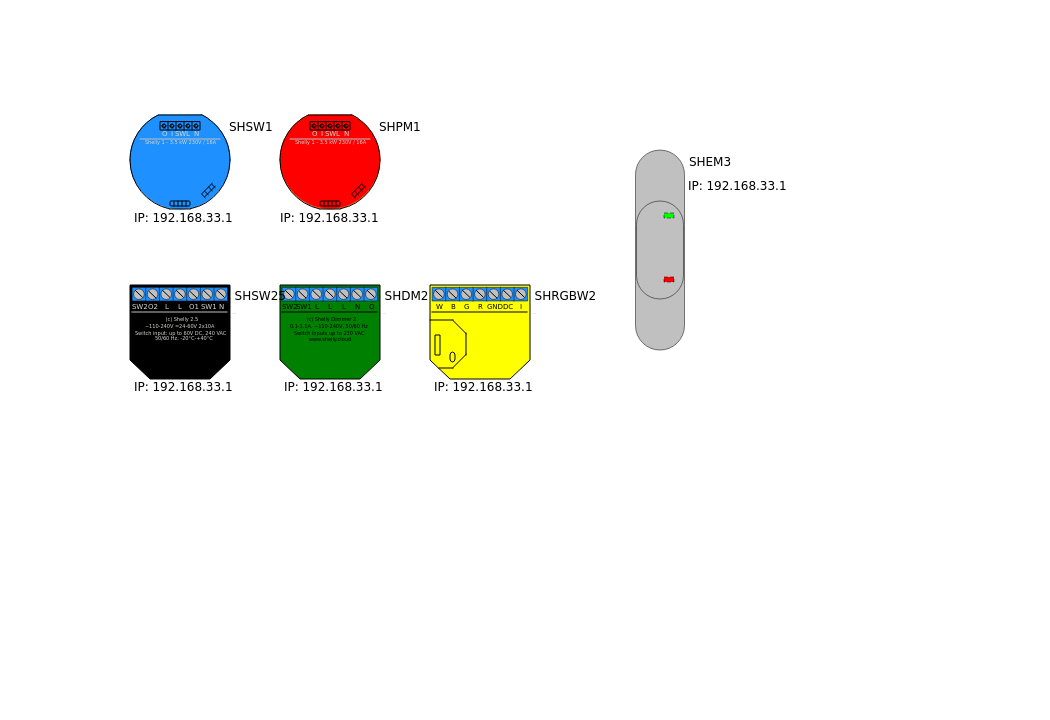 SHSW1
O I SW L N
Shelly 1 - 3.5 kW 230V / 16A
IP: 192.168.33.1
SHPM1
O I SW L N
Shelly 1 - 3.5 kW 230V / 16A
IP: 192.168.33.1
SHEM3
IP: 192.168.33.1
SHSW25
SW2 O2 L L O1 SW1 N
(c) Shelly 2.5
~110-240V =24-60V 2x10A
Switch input: up to 60V DC, 240 VAC
50/60 Hz, -20°C-+40°C
IP: 192.168.33.1
SHDM2
SW2 SW1 L L L N O
(c) Shelly Dimmer 2
0,1-1.1A, ~110-240V, 50/60 Hz
Switch inputs up to 250 VAC
www.shelly.cloud
IP: 192.168.33.1
SHRGBW2
W B G R GND DC I
IP: 192.168.33.1